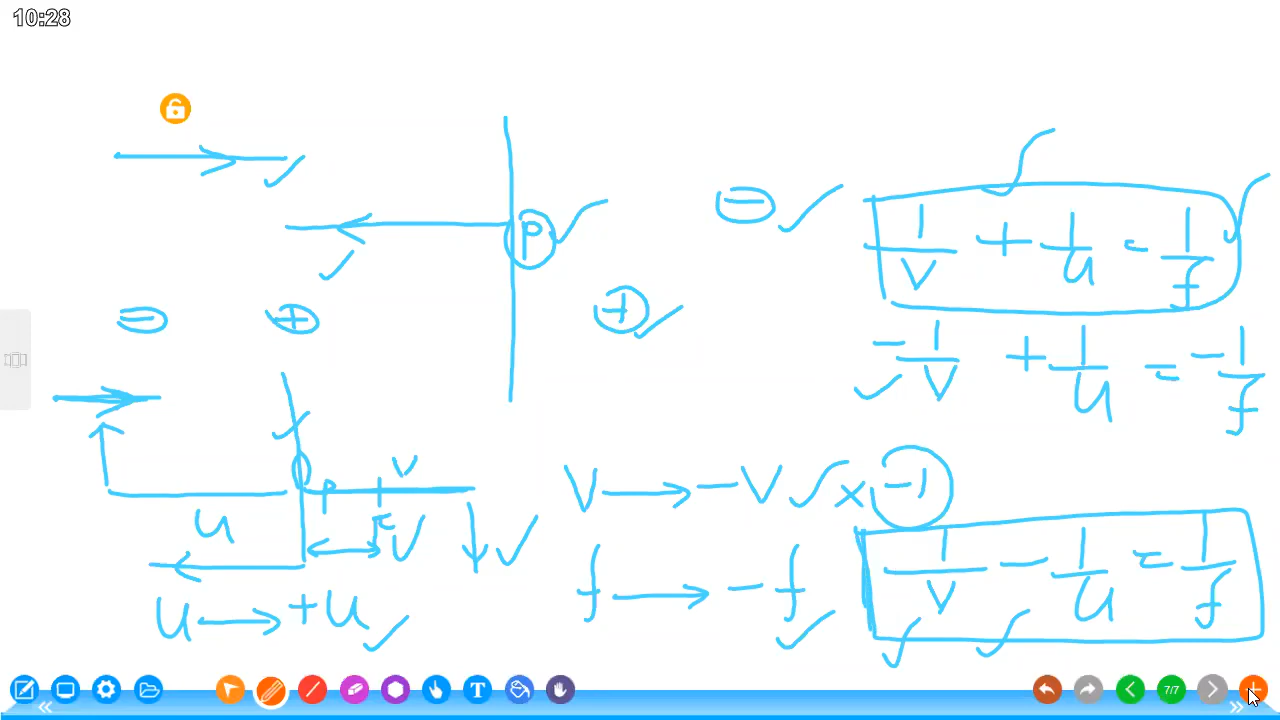 10:28
P
−
1/v + 1/u = 1/f
= +
+
−1/v + 1/u = −1/f
v
P
F
u
v
v → −v × −1
f → −f
1/v − 1/u = 1/f
u → +u
T
7/7